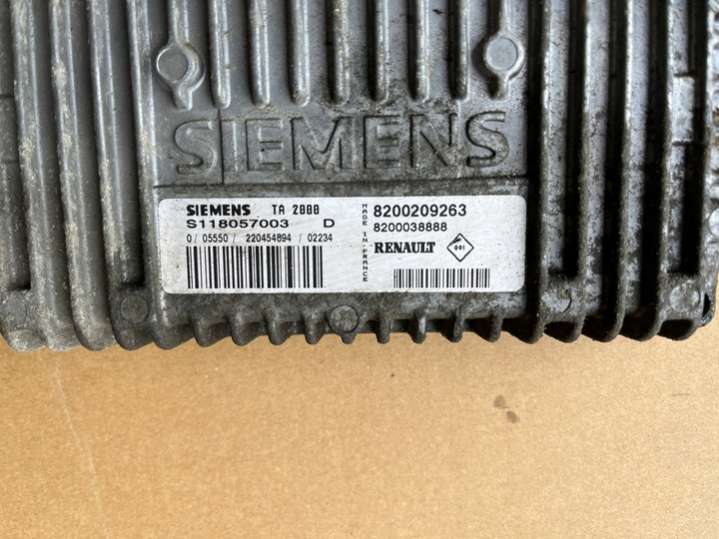 SIEMENS
SIEMENS TA 2000
S118057003 D
0/ 05550/ 220454894 / 02234
MADE IN-FRANCE
8200209263
8200038888
RENAULT